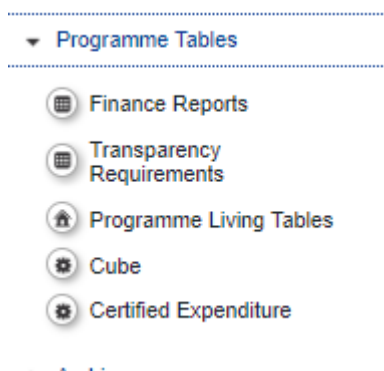 Programme Tables
Finance Reports
Transparency
Requirements
Programme Living Tables
Cube
Certified Expenditure